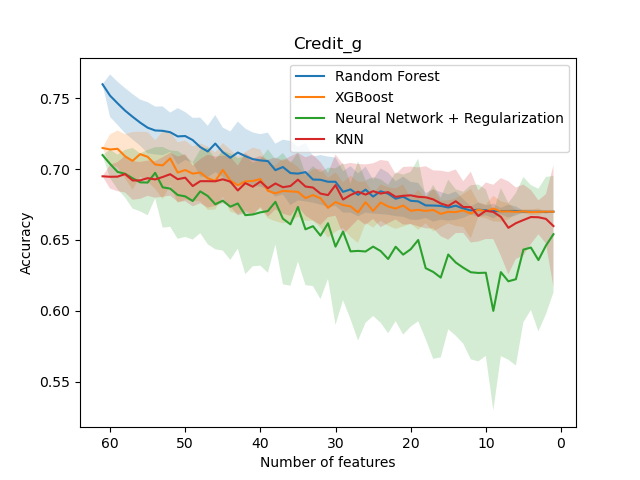 Credit_g
Random Forest
XGBoost
Neural Network + Regularization
KNN
Accuracy
0.75
0.70
0.65
0.60
0.55
60 50 40 30 20 10 0
Number of features